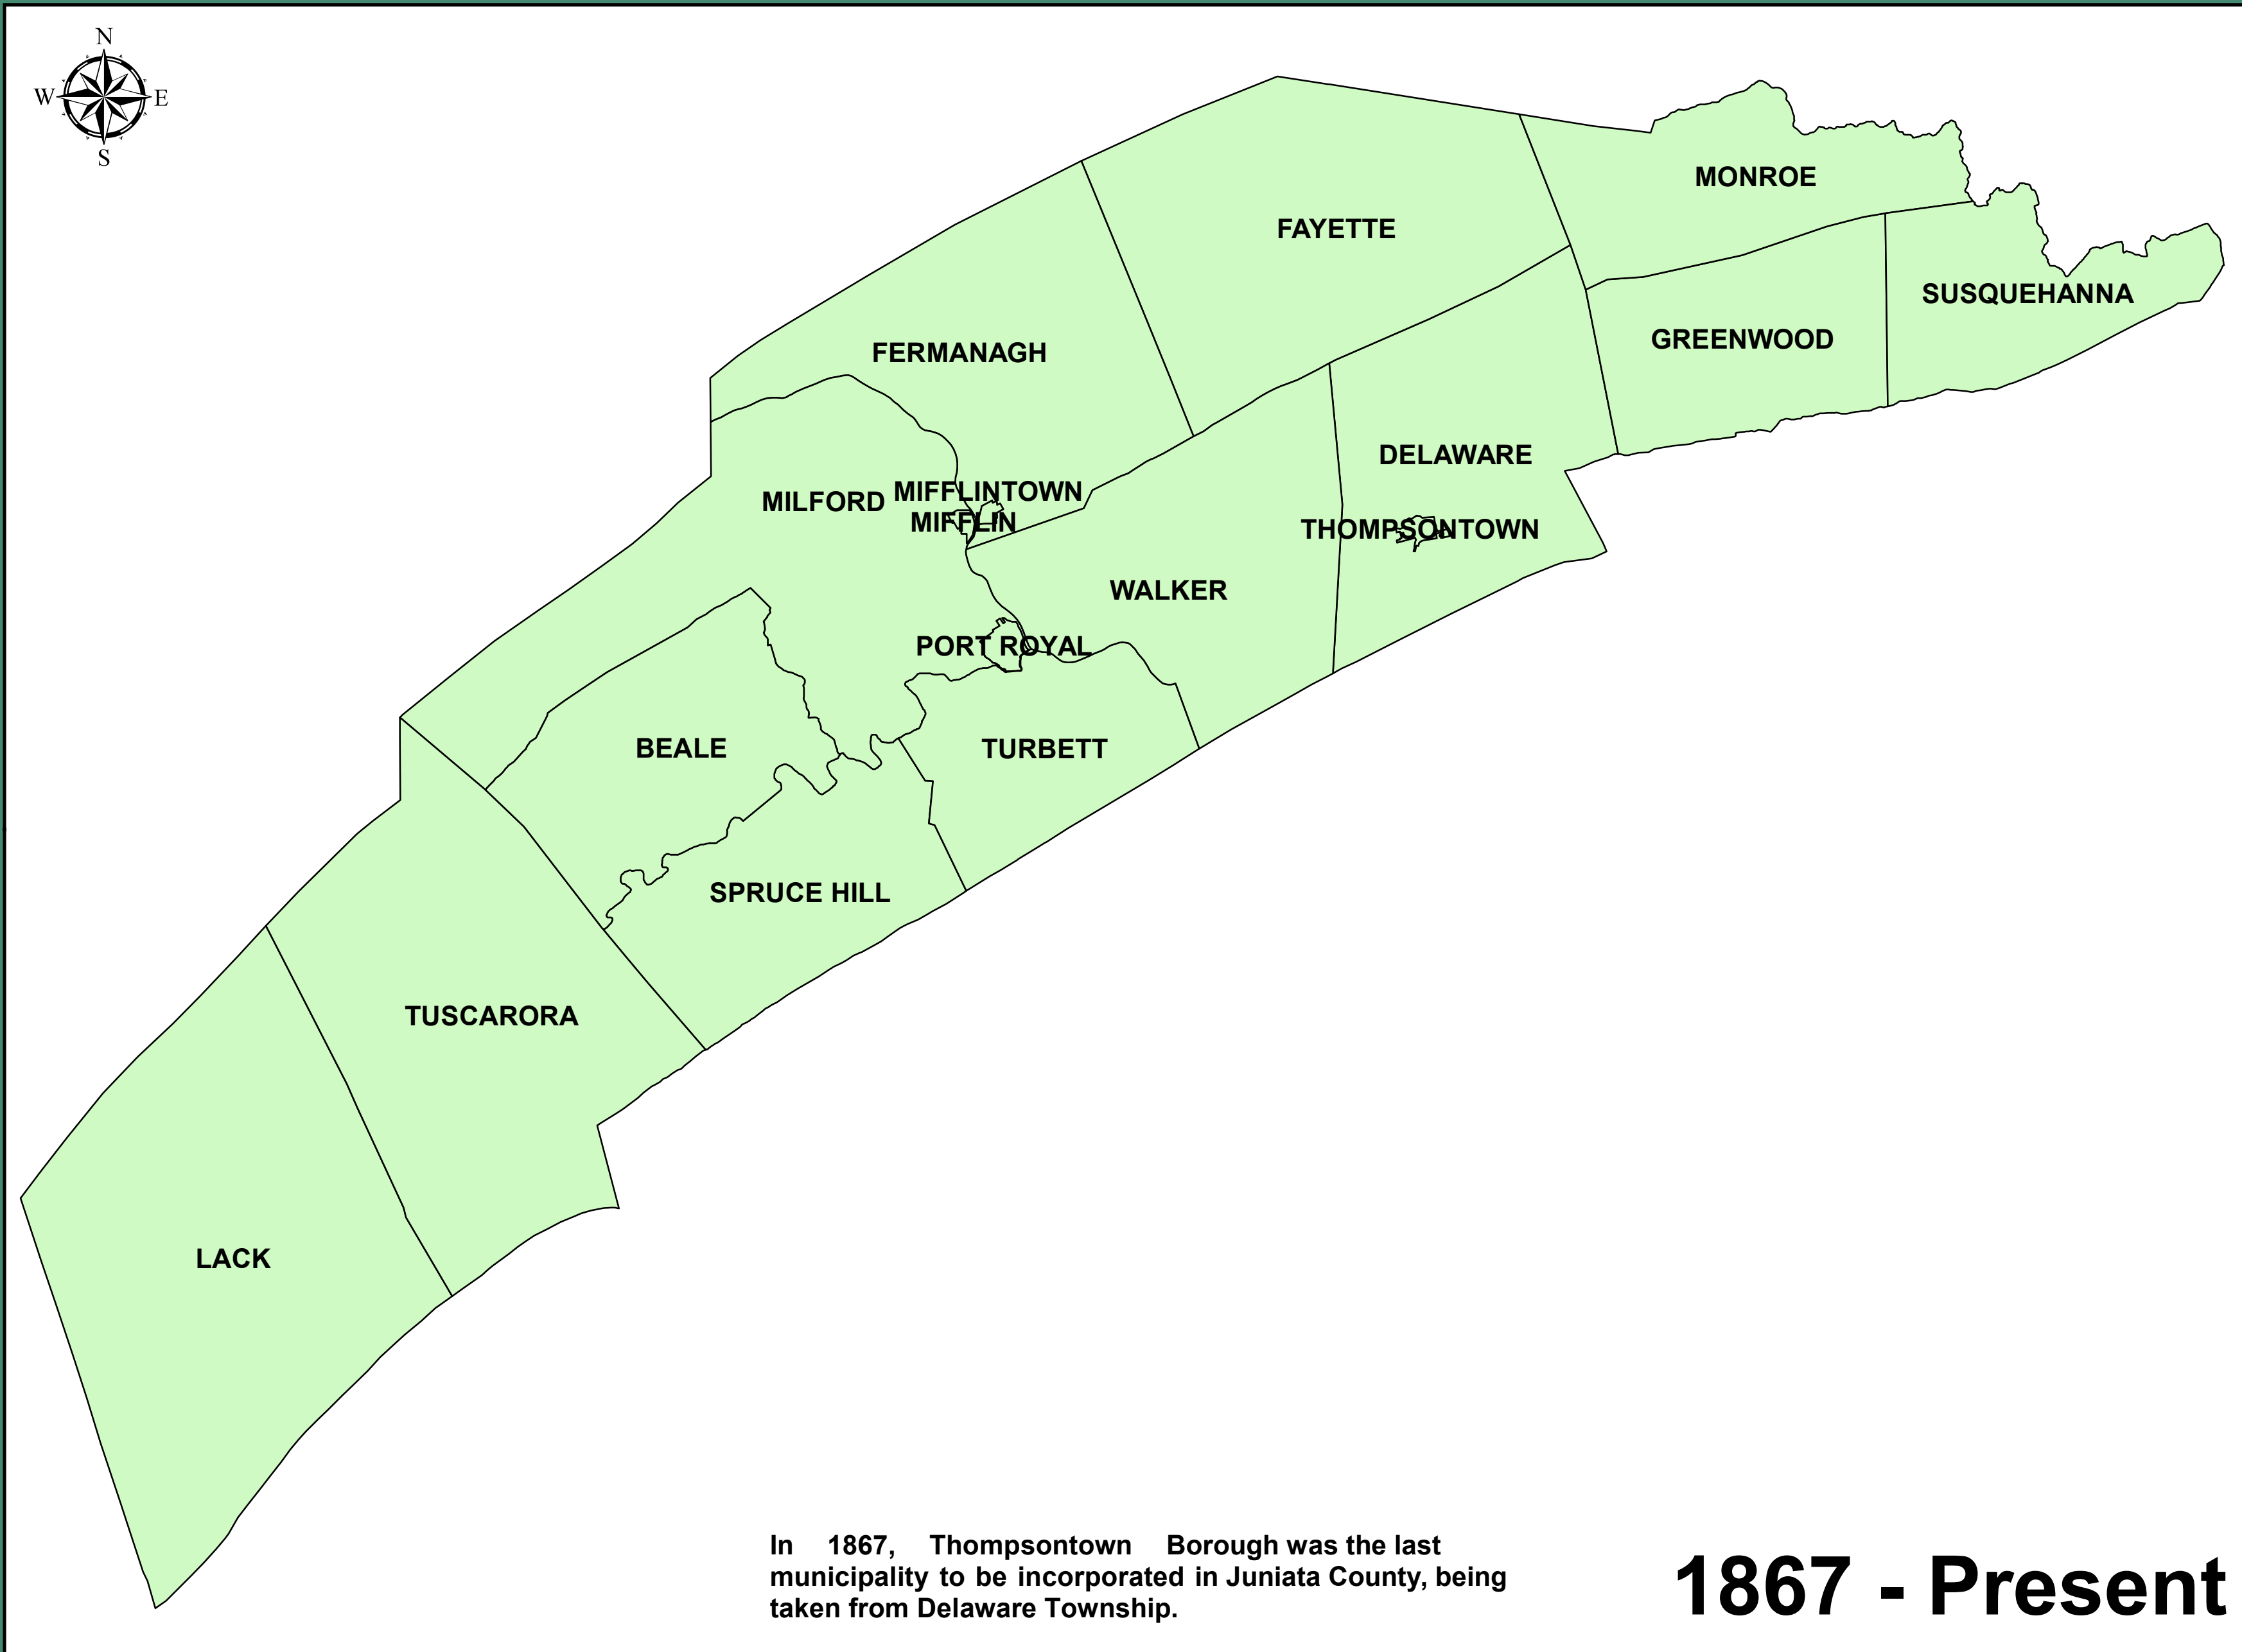 N
W E
S
MONROE
FAYETTE
SUSQUEHANNA
GREENWOOD
FERMANAGH
DELAWARE
MIFFLINTOWN
MILFORD
MIFFLIN
THOMPSONTOWN
WALKER
PORT ROYAL
BEALE
TURBETT
SPRUCE HILL
TUSCARORA
LACK
In 1867, Thompsontown Borough was the last
municipality to be incorporated in Juniata County, being
taken from Delaware Township.
1867 - Present